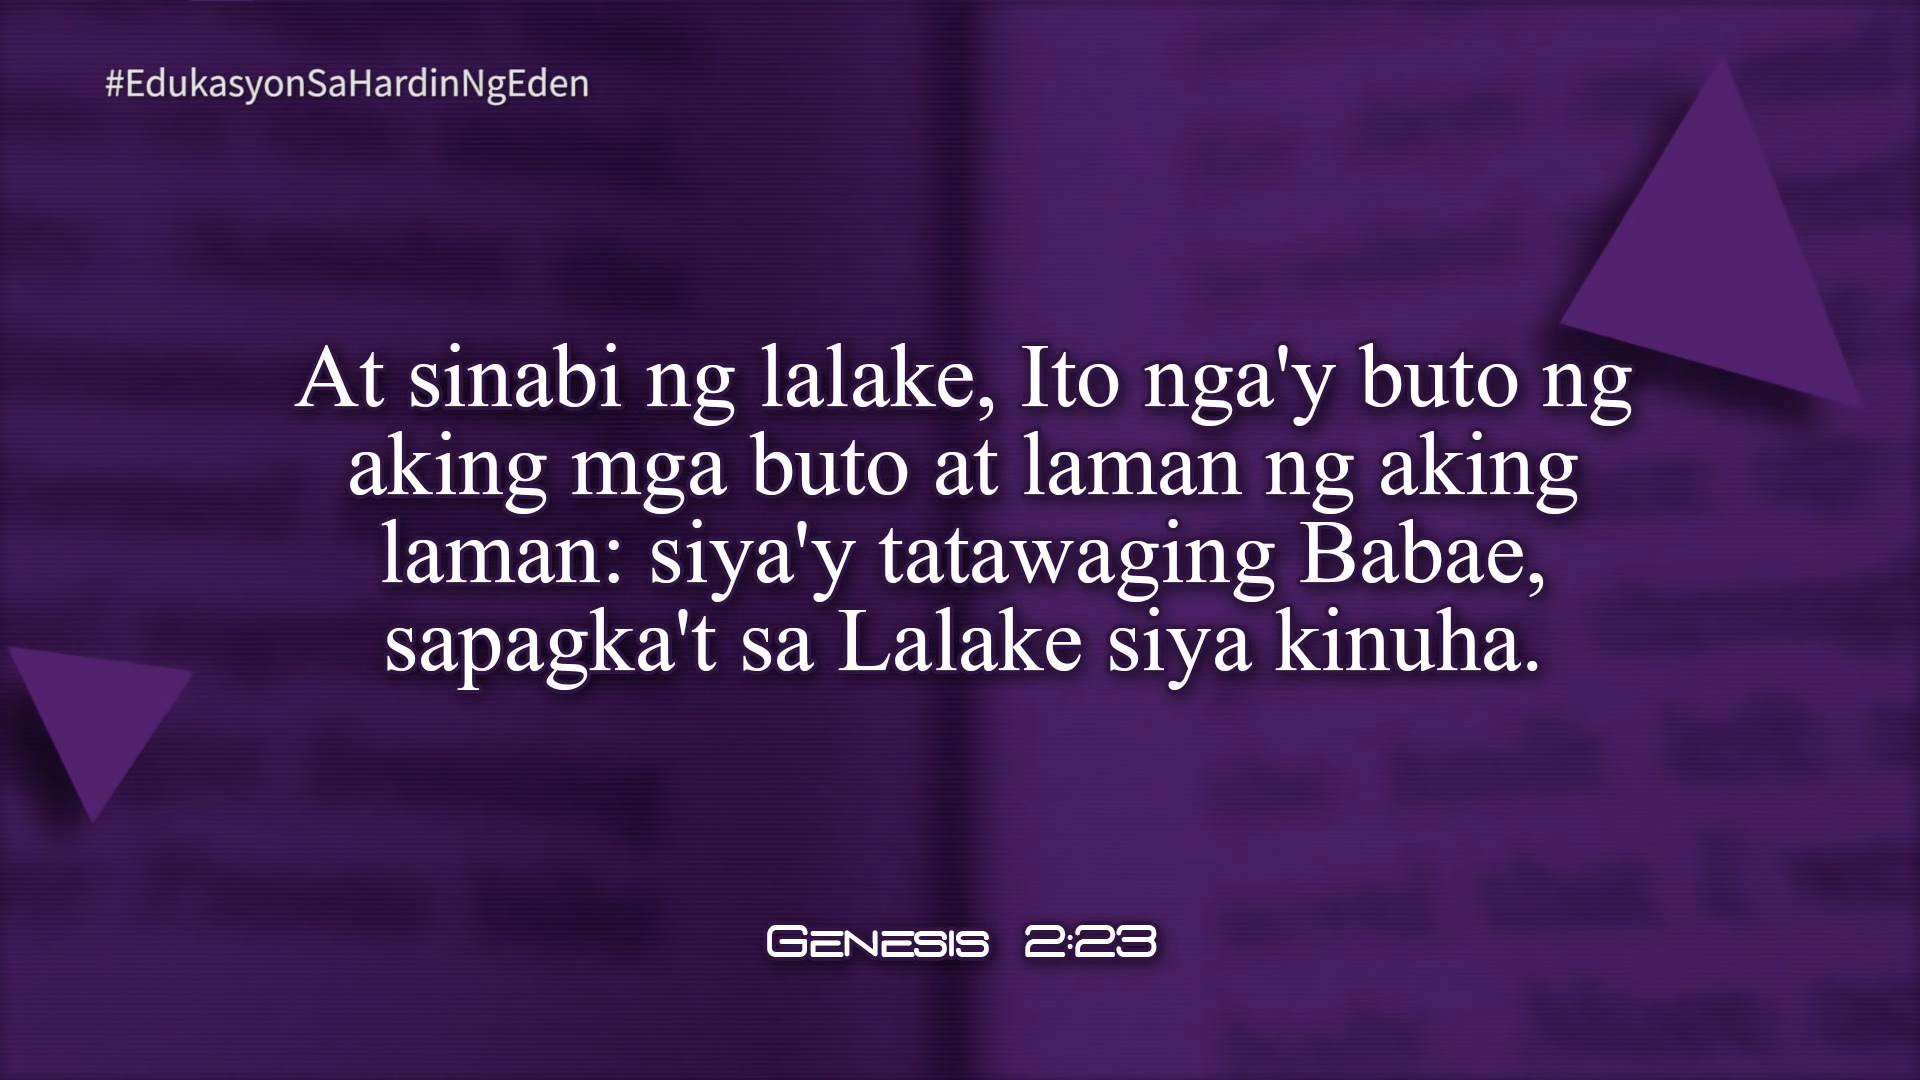 #EdukasyonSaHardinNgEden
At sinabi ng lalake, Ito nga'y buto ng
aking mga buto at laman ng aking
laman: siya'y tatawaging Babae,
sapagka't sa Lalake siya kinuha.
Genesis 2:23